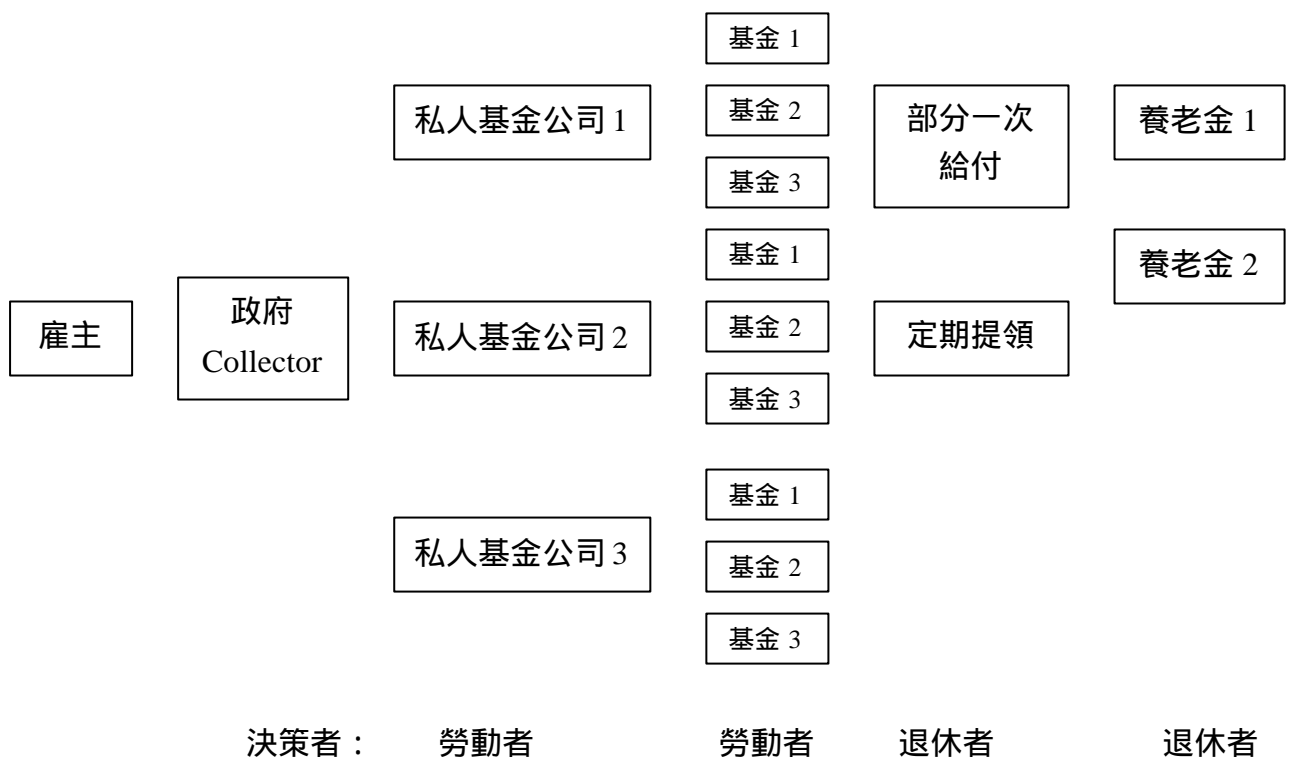 基金 1
私人基金公司 1
基金 2
部分一次
給付
養老金 1
基金 3
基金 1
養老金 2
雇主
政府
Collector
私人基金公司 2
基金 2
定期提領
基金 3
基金 1
私人基金公司 3
基金 2
基金 3
決策者： 勞動者 勞動者 退休者 退休者